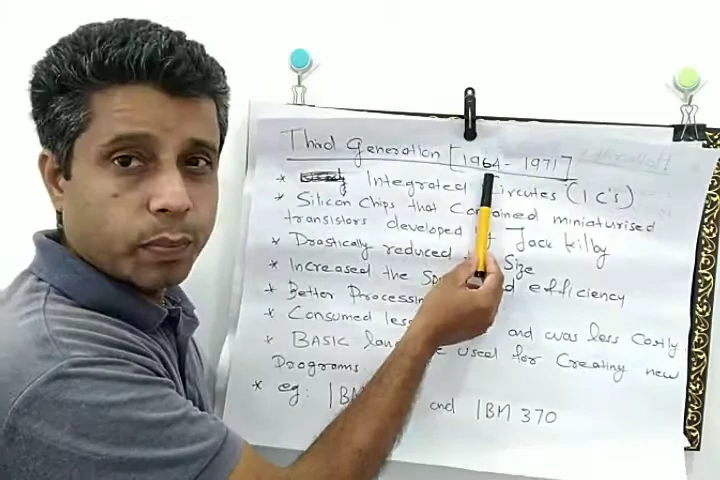 Third Generation [1964 - 1971]
* Integrated Circutes (IC's)
* Silicon Chips that Contained miniaturised
transistors developed Jack Kilby
* Drastically reduced Size
* Increased the efficiency
* Better
* Consumed and was less Costly.
* BASIC used for Creating new
Programs.
* eg: IBM and IBM 370